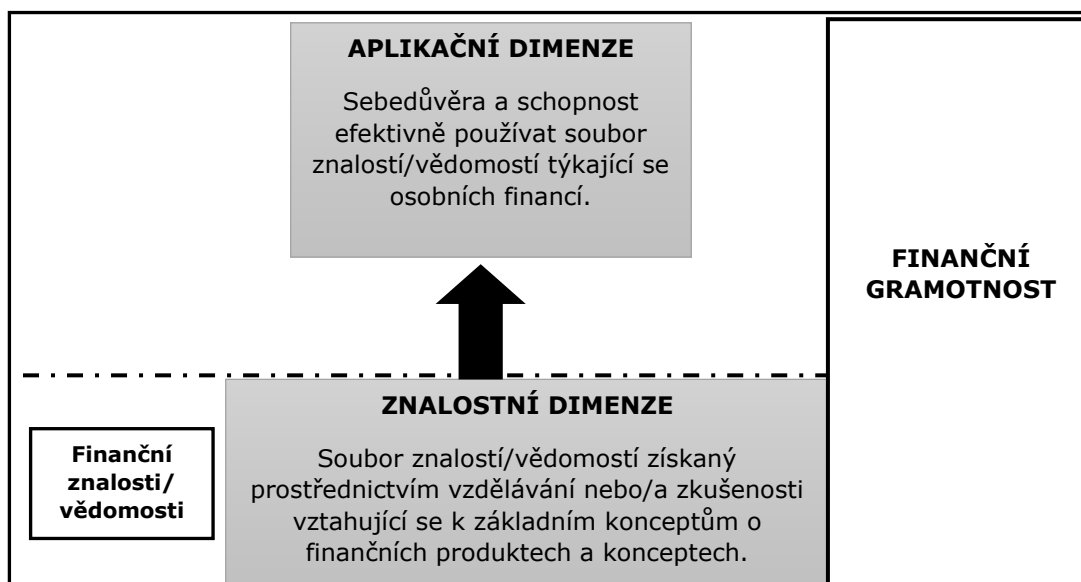 APLIKAČNÍ DIMENZE
Sebedůvěra a schopnost
efektivně používat soubor
znalostí/vědomostí týkající se
osobních financí.
FINANČNÍ
GRAMOTNOST
ZNALOSTNÍ DIMENZE
Soubor znalostí/vědomostí získaný
prostřednictvím vzdělávání nebo/a zkušenosti
vztahující se k základním konceptům o
finančních produktech a konceptech.
Finanční
znalosti/
vědomosti